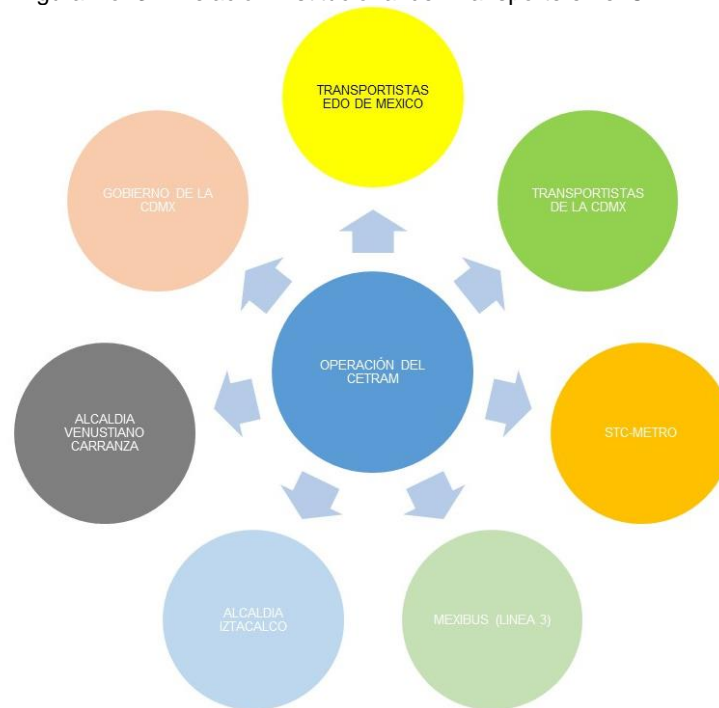 TRANSPORTISTAS
EDO DE MEXICO
GOBIERNO DE LA
CDMX
TRANSPORTISTAS
DE LA CDMX
OPERACIÓN DEL
CETRAM
ALCALDIA
VENUSTIANO
CARRANZA
STC-METRO
ALCALDIA
IZTACALCO
MEXIBUS (LINEA 3)